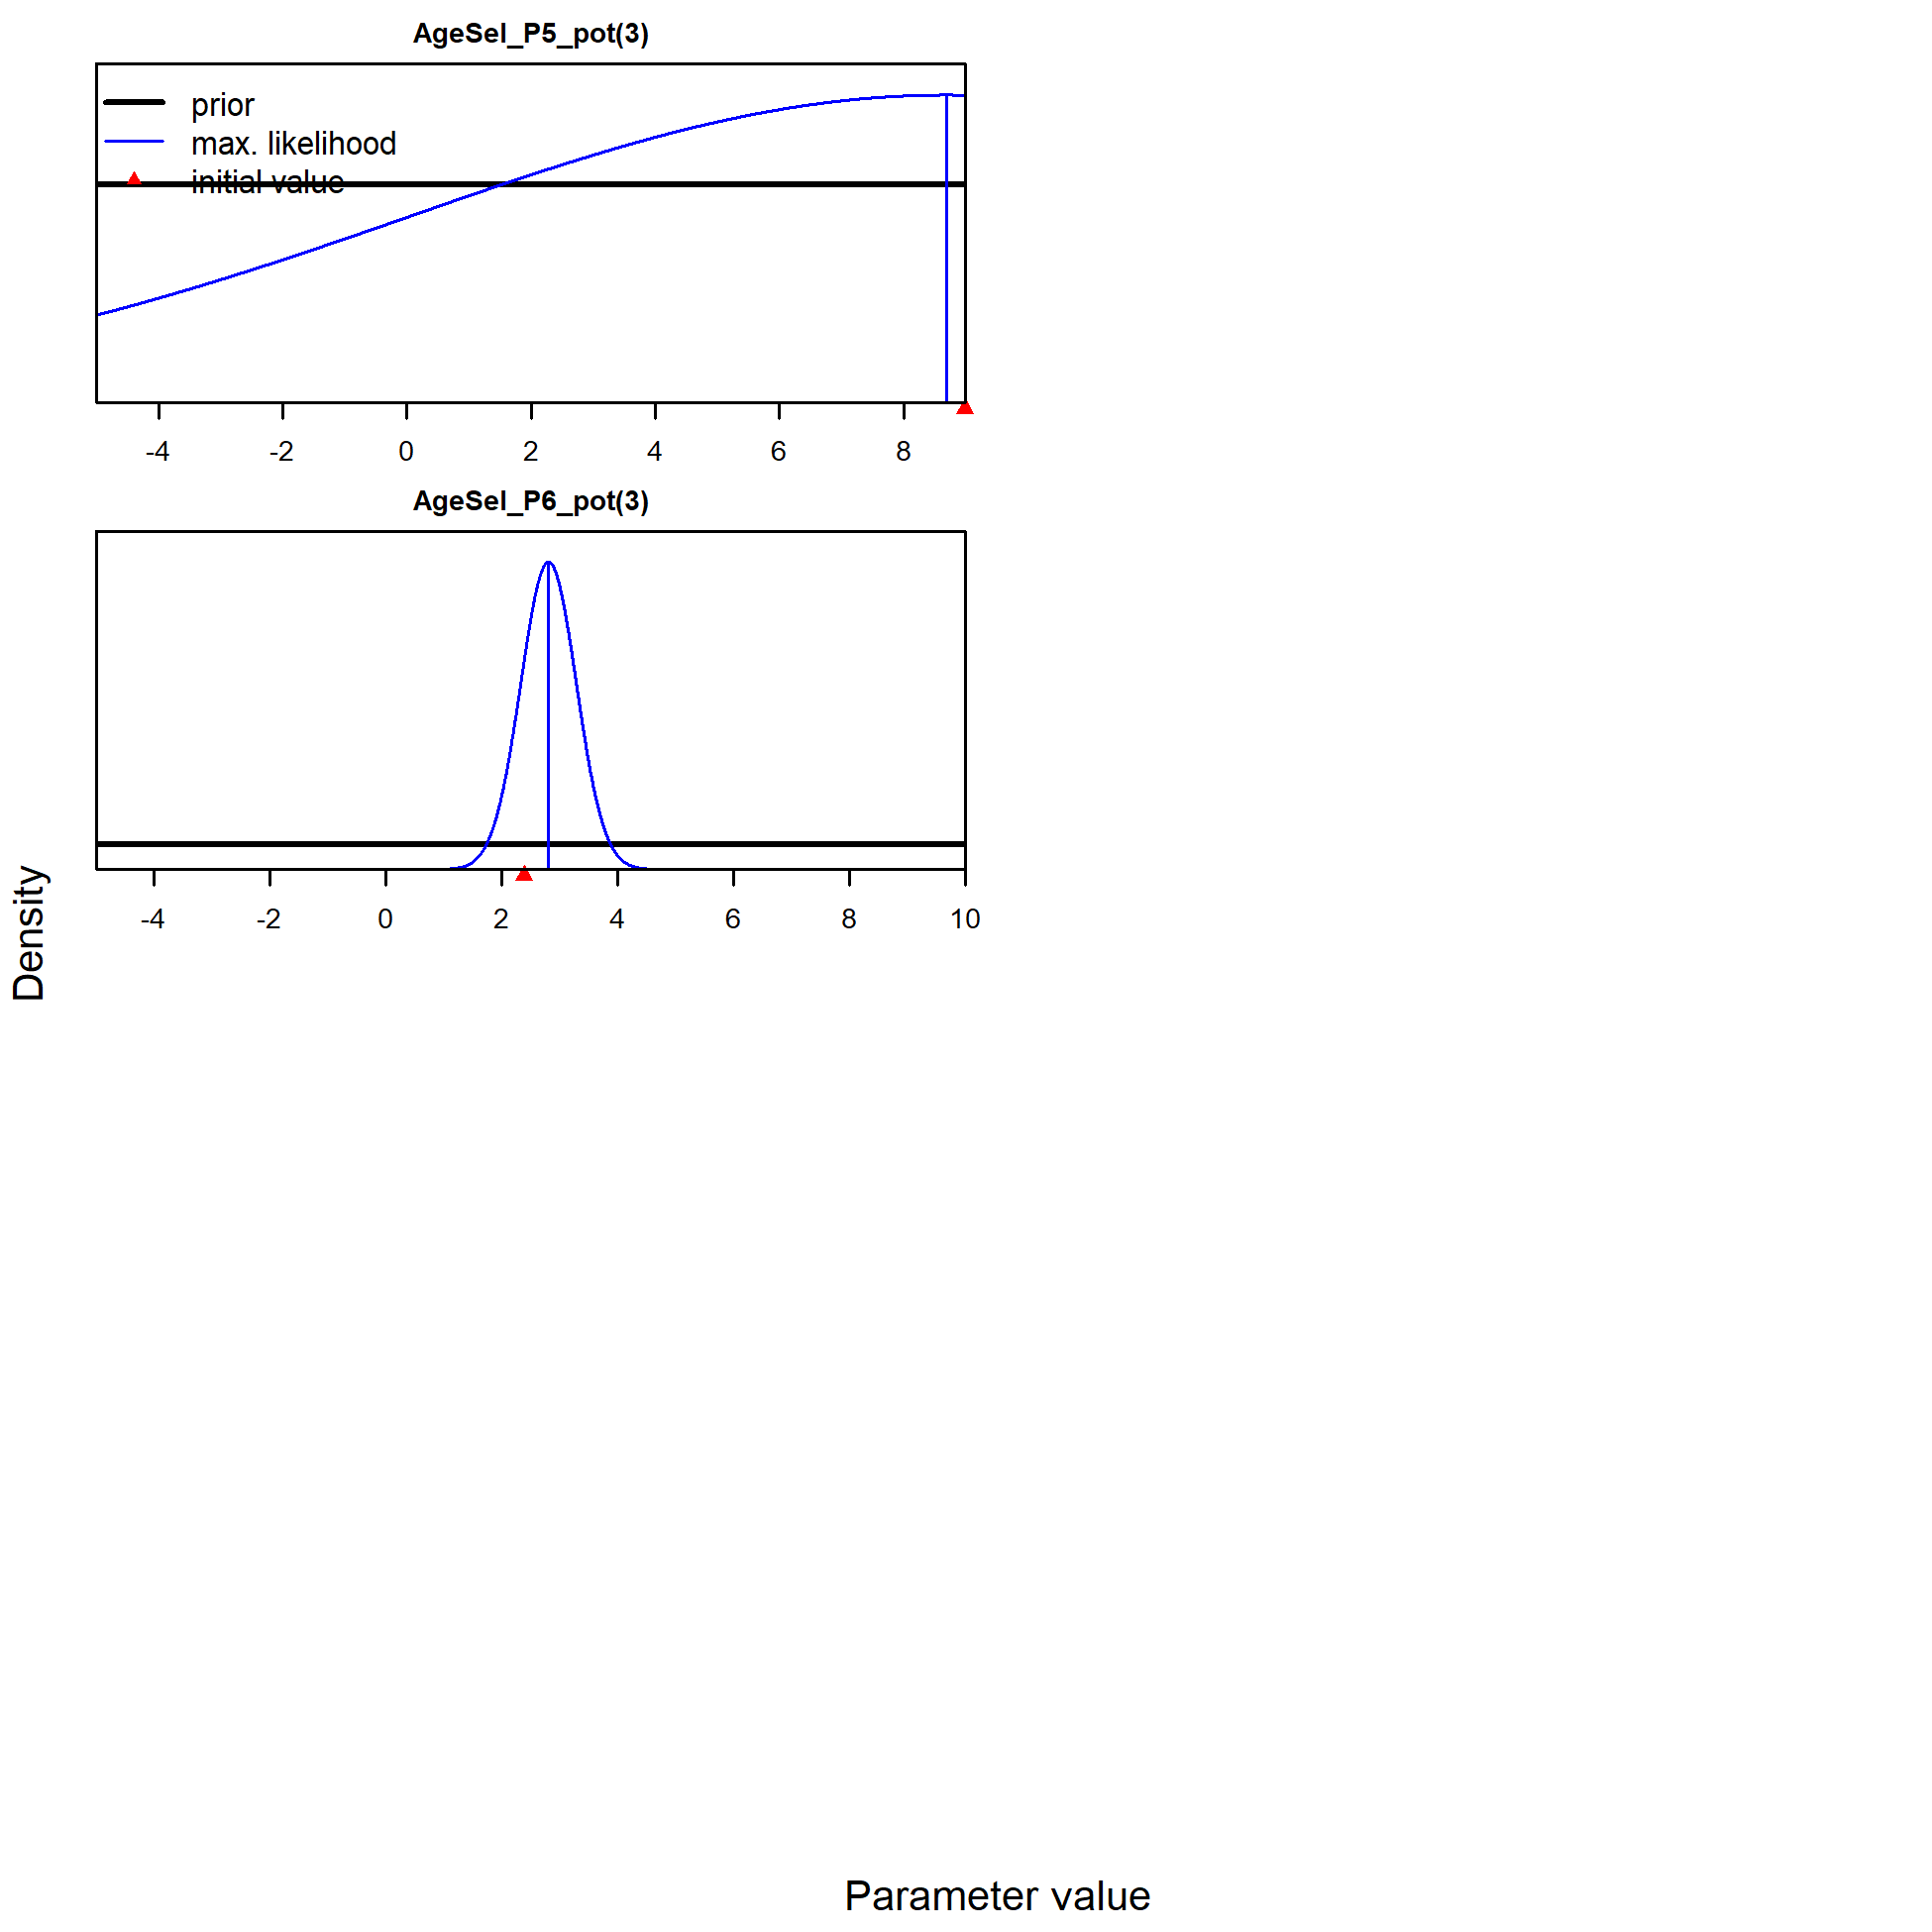 AgeSel_P5_pot(3)
prior
max. likelihood
initial value
-4 -2 0 2 4 6 8
AgeSel_P6_pot(3)
-4 -2 0 2 4 6 8 10
Density
Parameter value